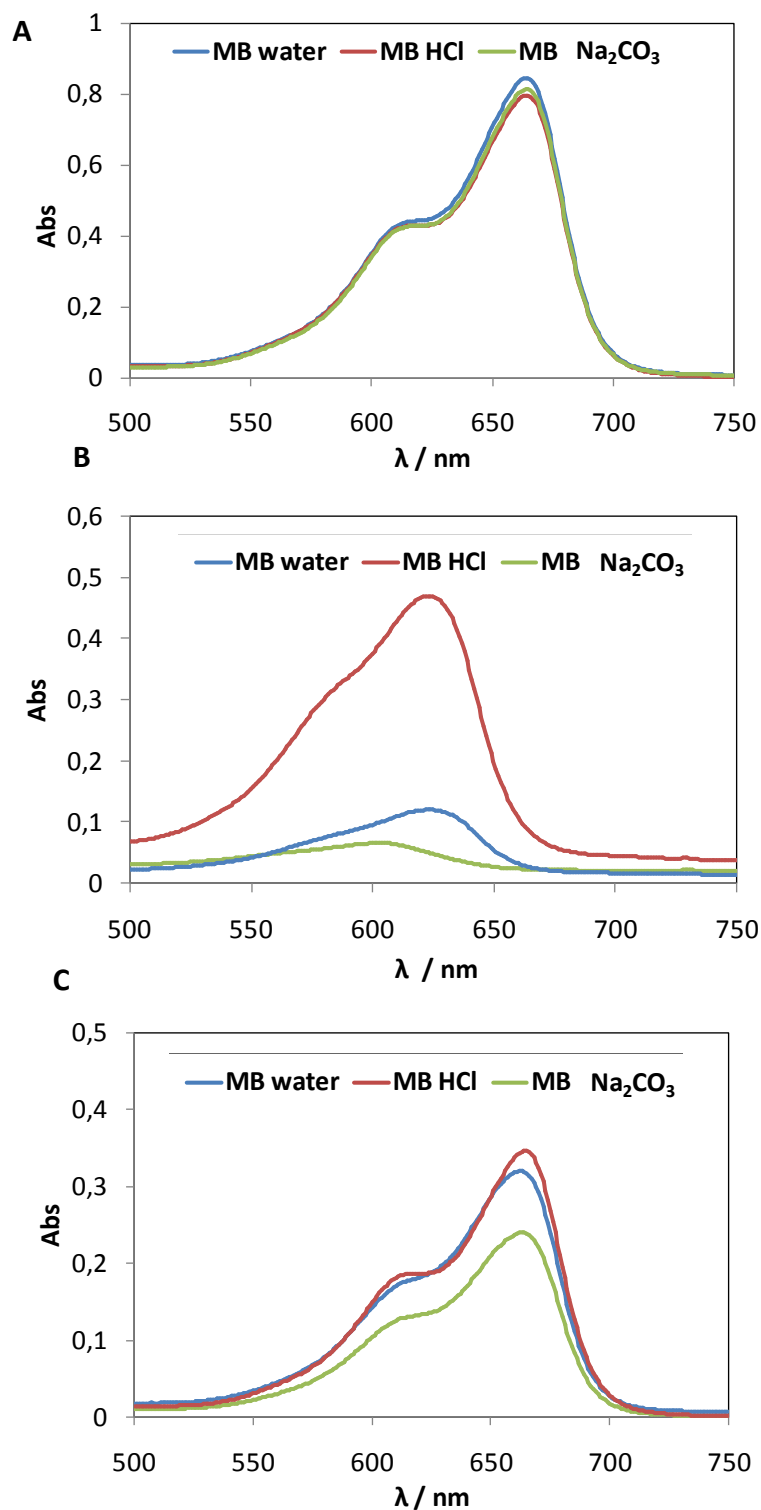 A
MB water MB HCl MB Na₂CO₃
Abs
1
0,8
0,6
0,4
0,2
0
500 550 600 650 700 750
λ / nm
B
MB water MB HCl MB Na₂CO₃
Abs
0,6
0,5
0,4
0,3
0,2
0,1
0
500 550 600 650 700 750
λ / nm
C
MB water MB HCl MB Na₂CO₃
Abs
0,5
0,4
0,3
0,2
0,1
0
500 550 600 650 700 750
λ / nm